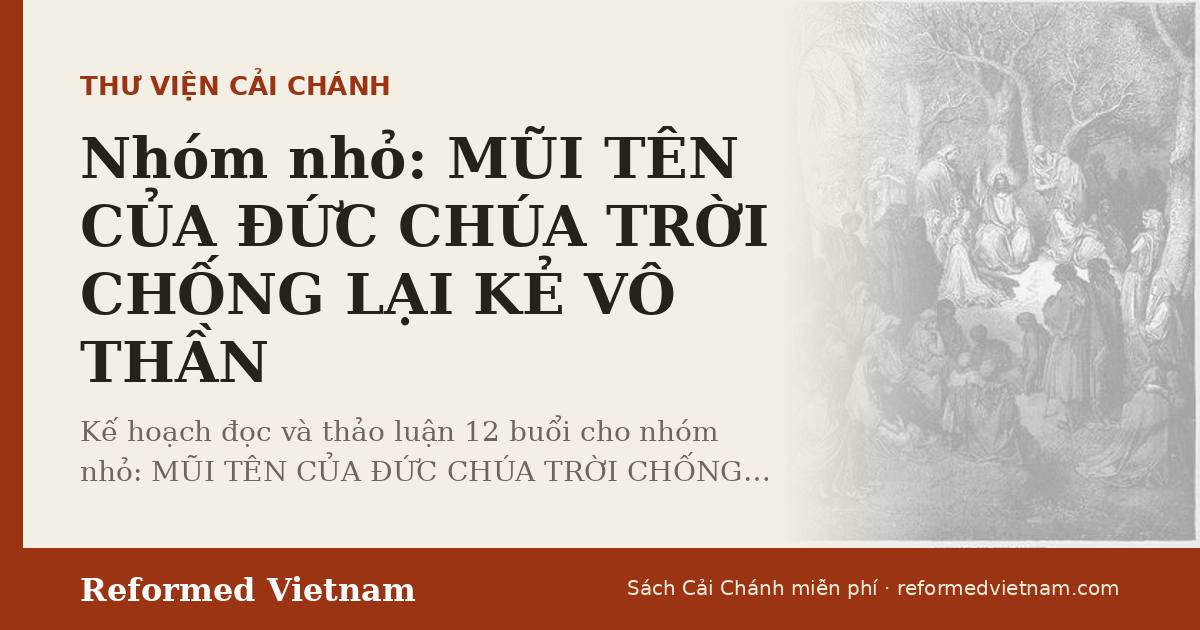 THƯ VIỆN CẢI CHÁNH
Nhóm nhỏ: MŨI TÊN
CỦA ĐỨC CHÚA TRỜI
CHỐNG LẠI KẺ VÔ
THẦN
Kế hoạch đọc và thảo luận 12 buổi cho nhóm
nhỏ: MŨI TÊN CỦA ĐỨC CHÚA TRỜI CHỐNG...
Reformed Vietnam
Sách Cải Chánh miễn phí · reformedvietnam.com